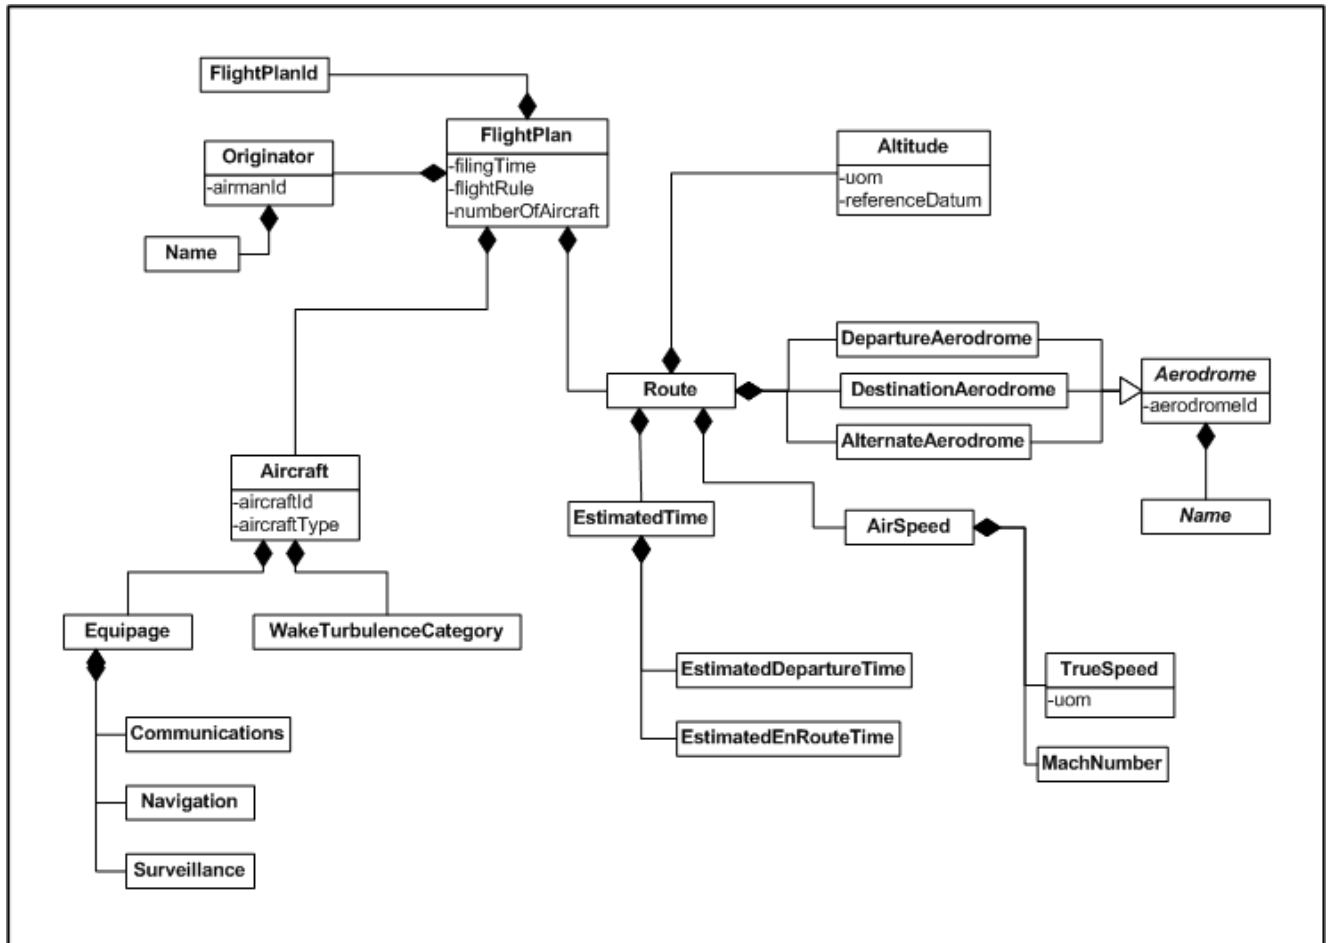 FlightPlanId
FlightPlan
-filingTime
-flightRule
-numberOfAircraft
Originator
-airmanId
Name
Altitude
-uom
-referenceDatum
DepartureAerodrome
DestinationAerodrome
AlternateAerodrome
Aerodrome
-aerodromeId
Name
Route
Aircraft
-aircraftId
-aircraftType
EstimatedTime
AirSpeed
Equipage
WakeTurbulenceCategory
EstimatedDepartureTime
EstimatedEnRouteTime
TrueSpeed
-uom
MachNumber
Communications
Navigation
Surveillance